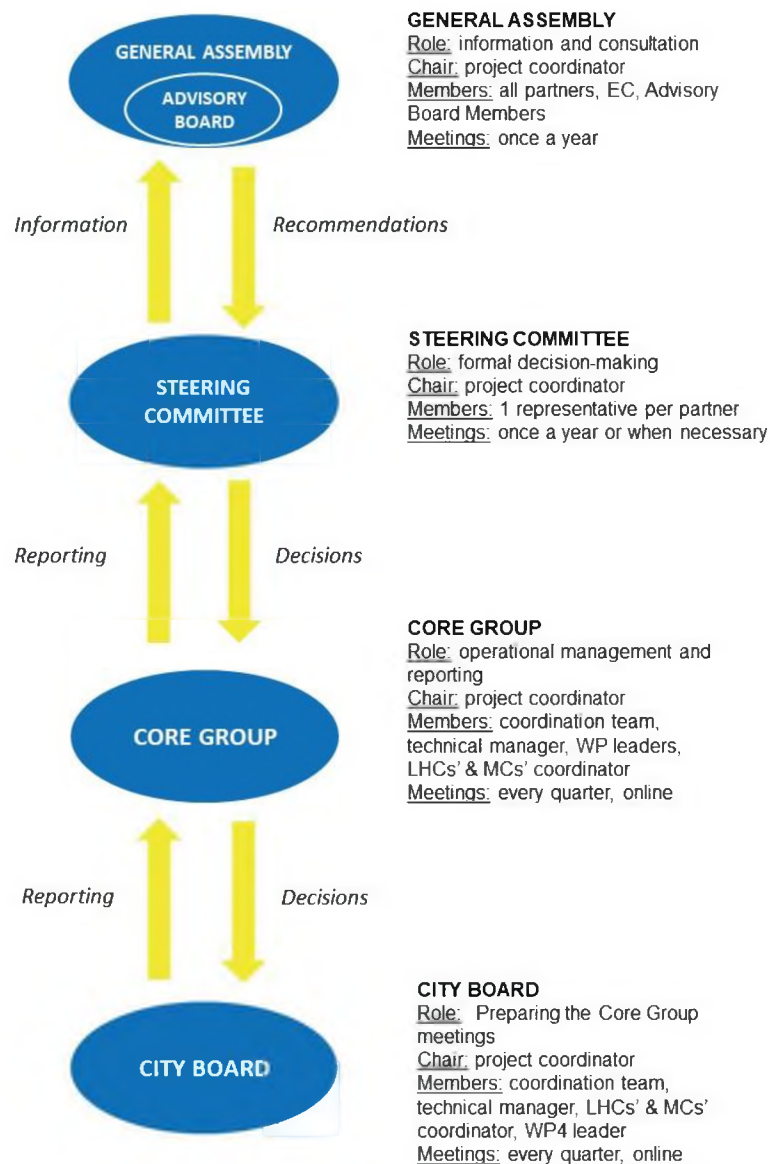 GENERAL ASSEMBLY
ADVISORY
BOARD
GENERAL ASSEMBLY
Role: information and consultation
Chair: project coordinator
Members: all partners, EC, Advisory
Board Members
Meetings: once a year
Information
Recommendations
STEERING
COMMITTEE
STEERING COMMITTEE
Role: formal decision-making
Chair: project coordinator
Members: 1 representative per partner
Meetings: once a year or when necessary
Reporting
Decisions
CORE GROUP
CORE GROUP
Role: operational management and
reporting
Chair: project coordinator
Members: coordination team,
technical manager, WP leaders,
LHCs' & MCs' coordinator
Meetings: every quarter, online
Reporting
Decisions
CITY BOARD
CITY BOARD
Role: Preparing the Core Group
meetings
Chair: project coordinator
Members: coordination team,
technical manager, LHCs' & MCs'
coordinator, WP4 leader
Meetings: every quarter, online